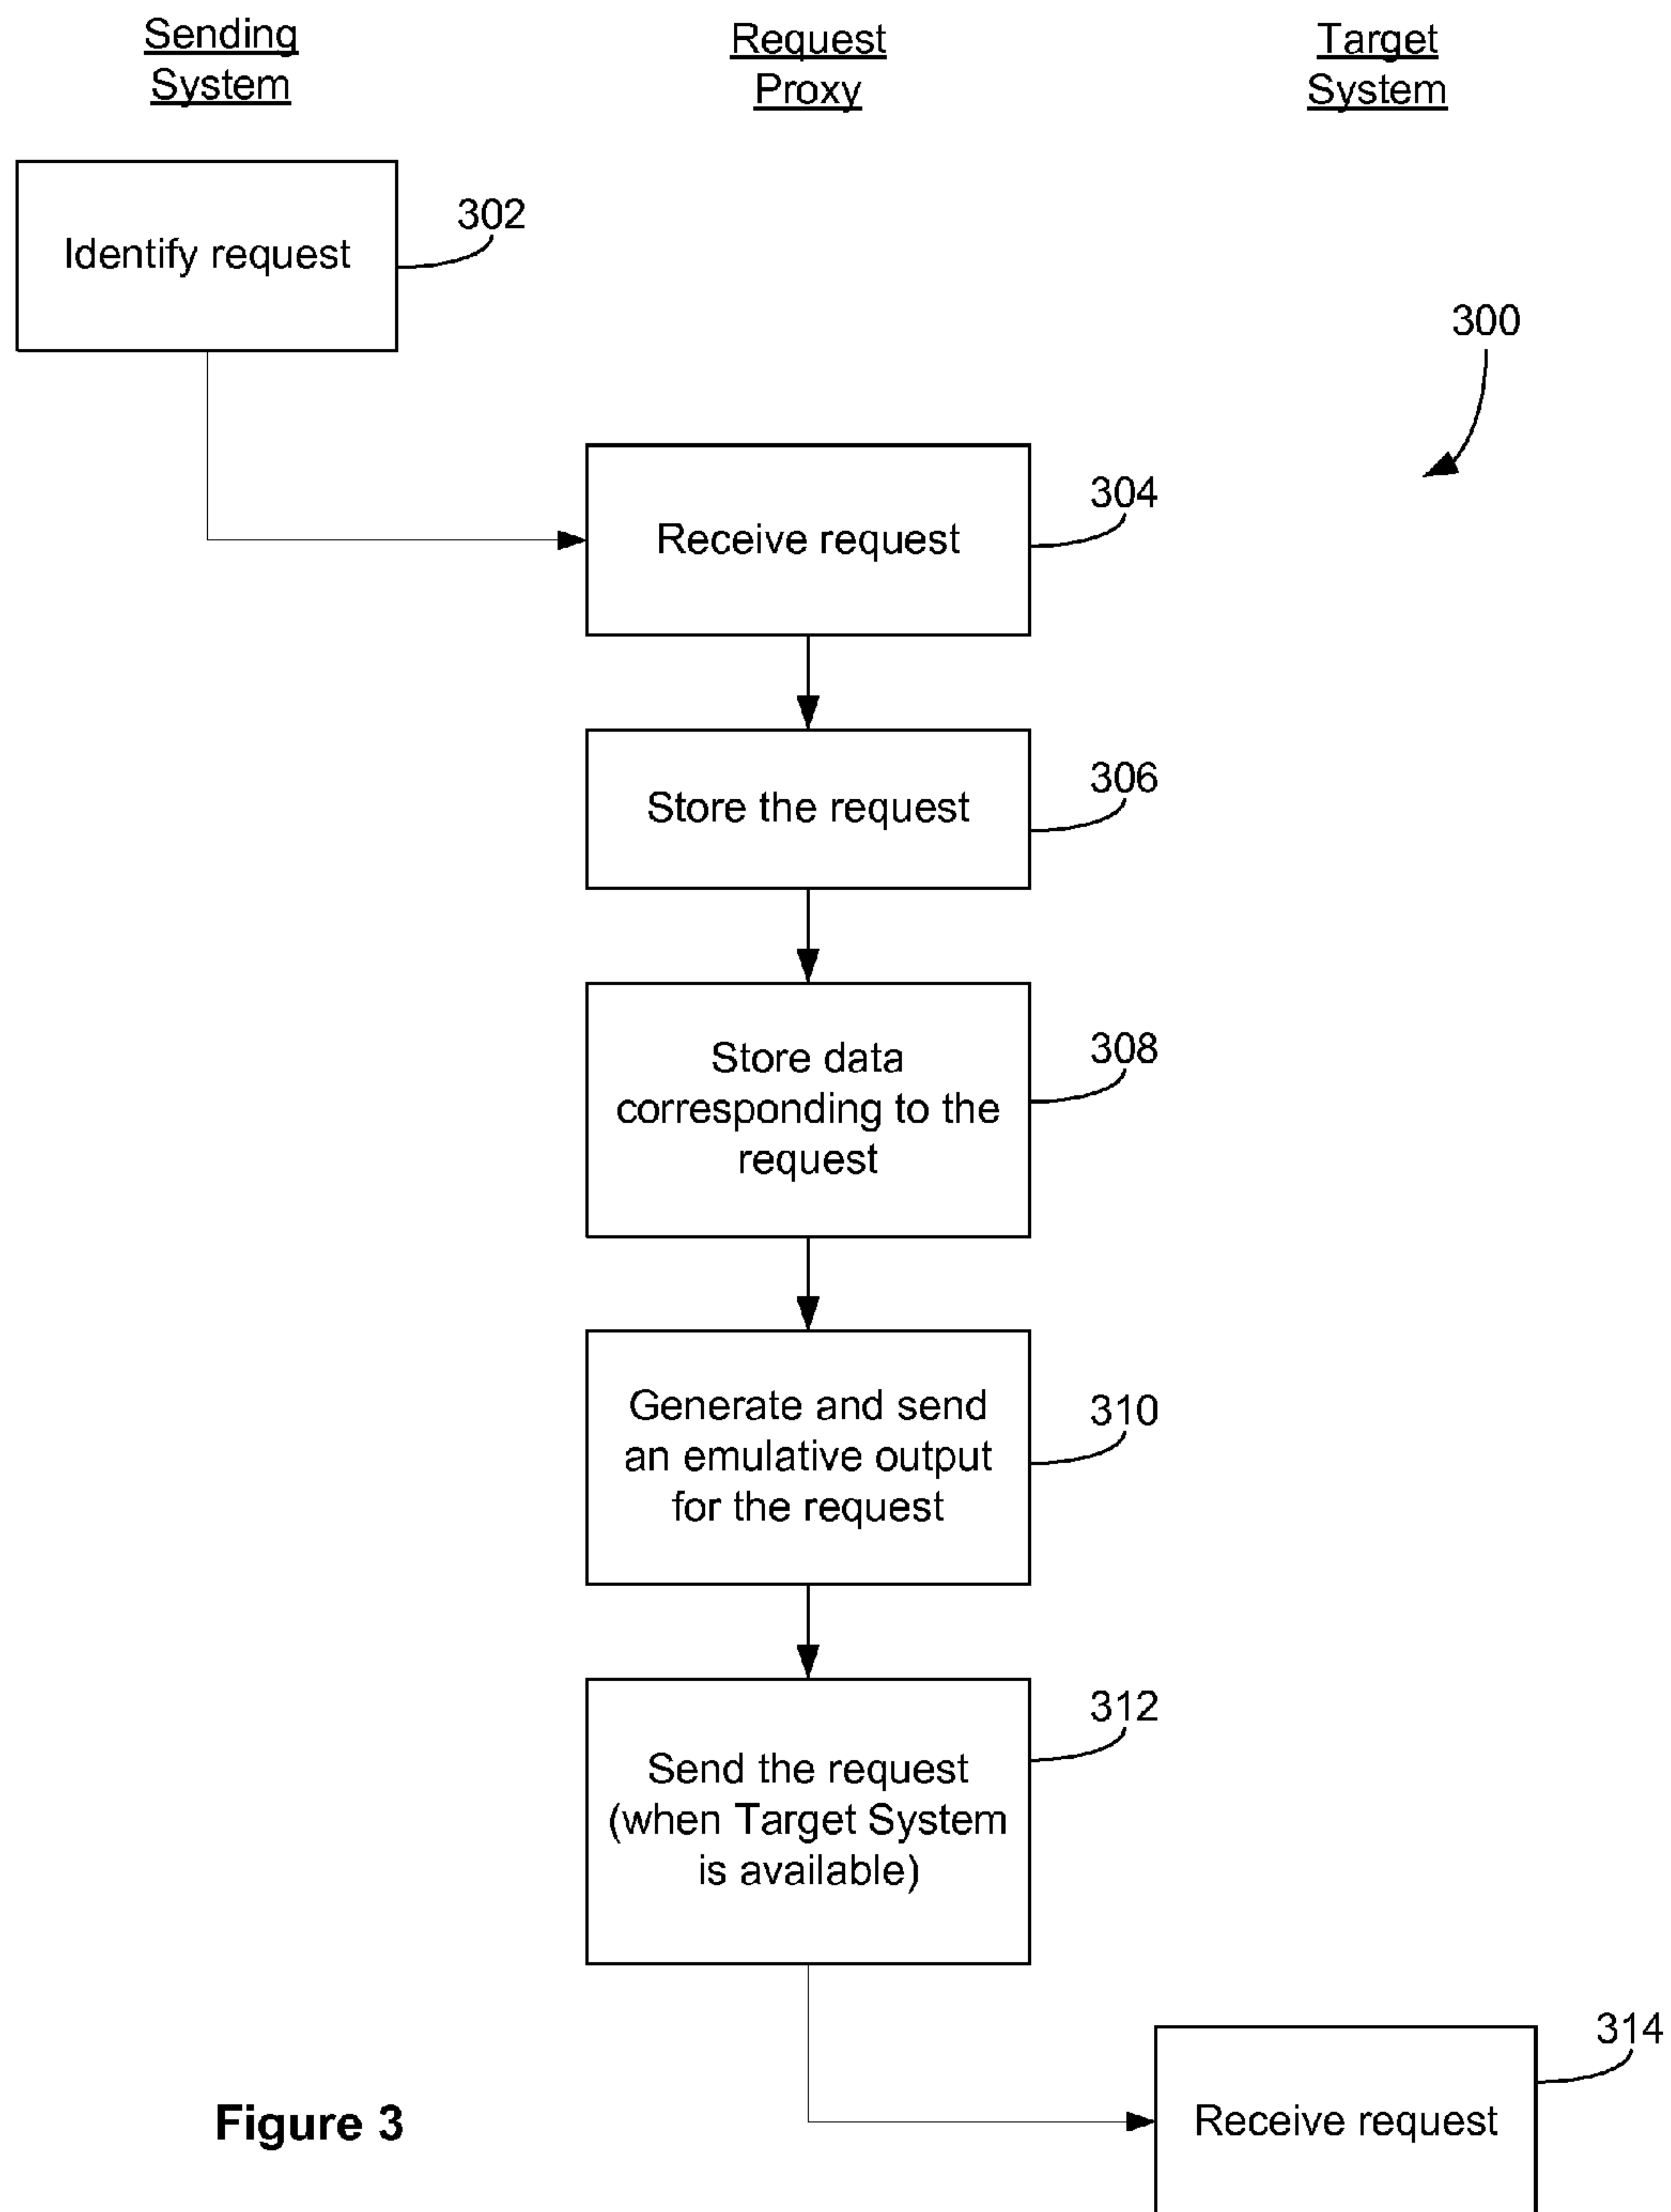 Sending
System
Request
Proxy
Target
System
Identify request
302
300
Receive request
304
Store the request
306
Store data
corresponding to the
request
308
Generate and send
an emulative output
for the request
310
Send the request
(when Target System
is available)
312
Receive request
314
Figure 3